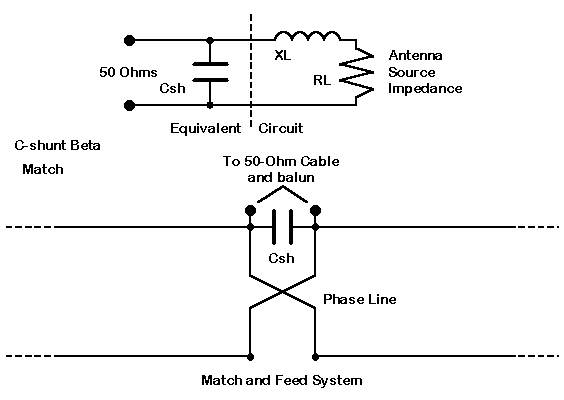 XL
Antenna
50 Ohms
Source
Csh
RL
Impedance
Equivalent Circuit
C-shunt Beta
Match
To 50-Ohm Cable
and balun
Csh
Phase Line
Match and Feed System